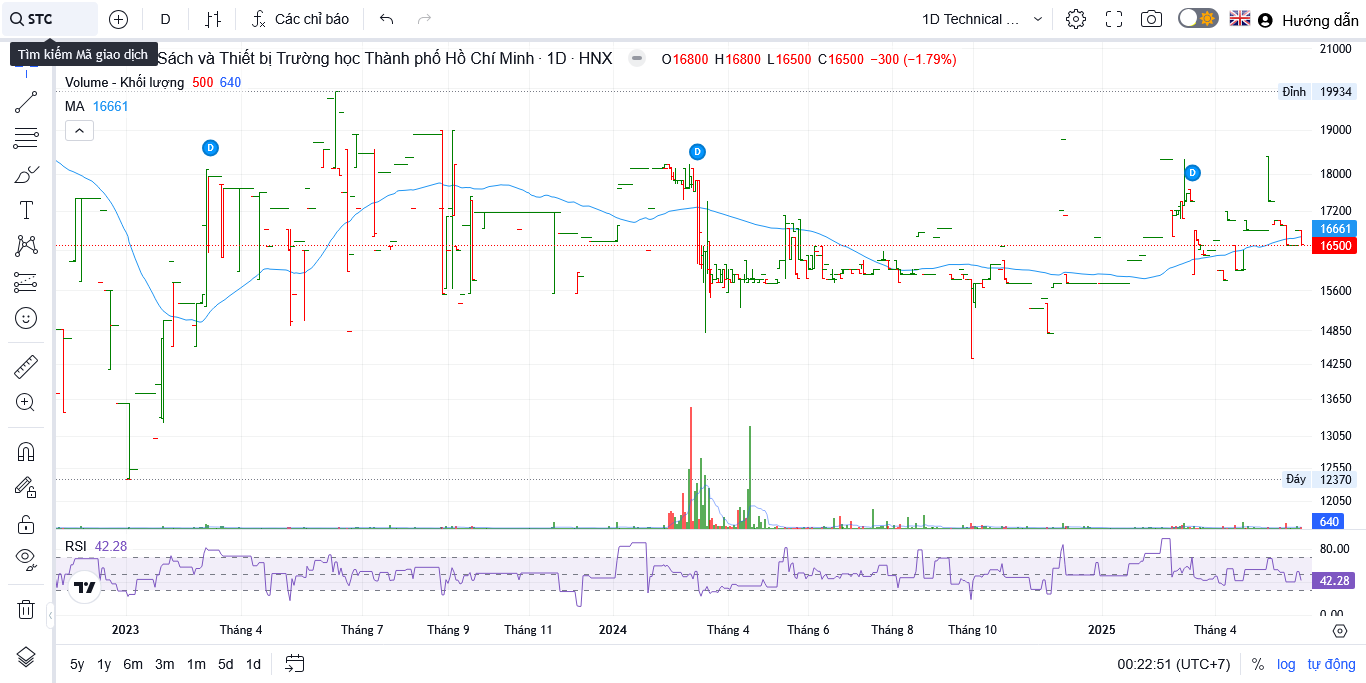 STC
D
Các chỉ báo
1D Technical ...
Hướng dẫn
Tìm kiếm Mã giao dịch
Sách và Thiết bị Trường học Thành phố Hồ Chí Minh · 1D · HNX
O16800 H16800 L16500 C16500 −300 (−1.79%)
Volume - Khối lượng 500 640
MA 16661
21000
Đỉnh 19934
19000
18000
17200
16661
16500
15600
14850
14250
13650
13050
12550
Đáy 12370
12050
640
D
D
D
RSI 42.28
80.00
42.28
0.00
2023
Tháng 4
Tháng 7
Tháng 9
Tháng 11
2024
Tháng 4
Tháng 6
Tháng 8
Tháng 10
2025
Tháng 4
5y 1y 6m 3m 1m 5d 1d
00:22:51 (UTC+7)
% log tự động